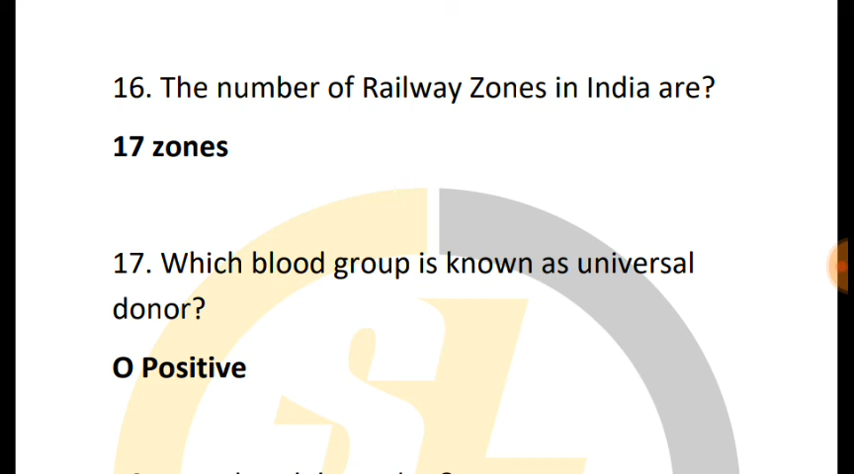 16. The number of Railway Zones in India are?
17 zones
17. Which blood group is known as universal
donor?
O Positive